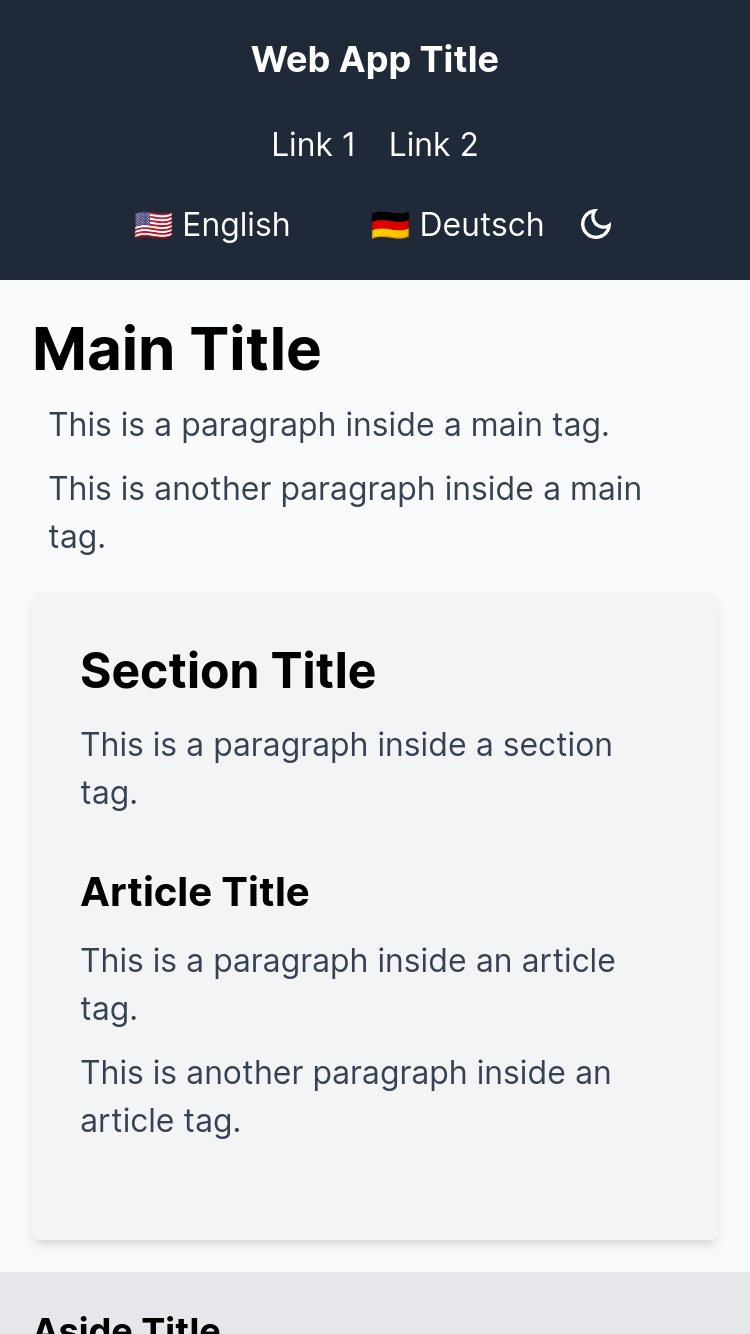 Web App Title
Link 1 Link 2
🇺🇸 English 🇩🇪 Deutsch
Main Title
This is a paragraph inside a main tag.
This is another paragraph inside a main
tag.
Section Title
This is a paragraph inside a section
tag.
Article Title
This is a paragraph inside an article
tag.
This is another paragraph inside an
article tag.
Aside Title